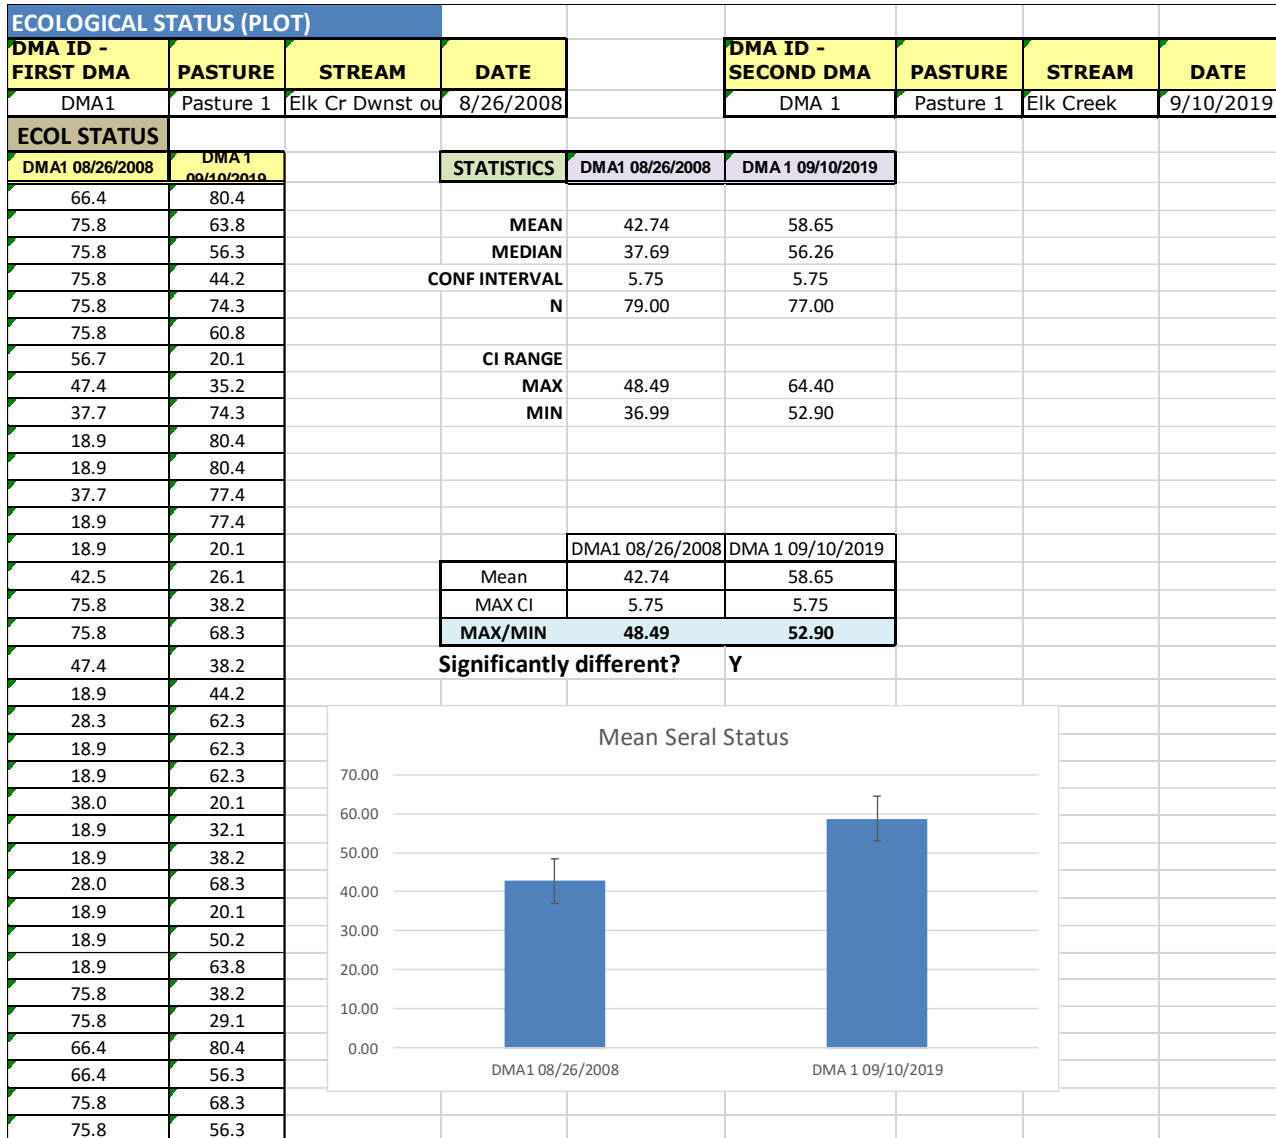 ECOLOGICAL STATUS (PLOT)
DMA ID - DMA ID -
FIRST DMA PASTURE STREAM DATE SECOND DMA PASTURE STREAM DATE
DMA1 Pasture 1 Elk Cr Dwnst ou 8/26/2008 DMA 1 Pasture 1 Elk Creek 9/10/2019
ECOL STATUS
DMA1 08/26/2008 DMA 1 09/10/2019 STATISTICS DMA1 08/26/2008 DMA 1 09/10/2019
66.4 80.4
75.8 63.8 MEAN 42.74 58.65
75.8 56.3 MEDIAN 37.69 56.26
75.8 44.2 CONF INTERVAL 5.75 5.75
75.8 74.3 N 79.00 77.00
75.8 60.8
56.7 20.1 CI RANGE
47.4 35.2 MAX 48.49 64.40
37.7 74.3 MIN 36.99 52.90
18.9 80.4
18.9 80.4
37.7 77.4
18.9 77.4
18.9 20.1 DMA1 08/26/2008 DMA 1 09/10/2019
42.5 26.1 Mean 42.74 58.65
75.8 38.2 MAX CI 5.75 5.75
75.8 68.3 MAX/MIN 48.49 52.90
47.4 38.2 Significantly different? Y
18.9 44.2
28.3 62.3
18.9 62.3
18.9 62.3
38.0 20.1
18.9 32.1
18.9 38.2
28.0 68.3
18.9 20.1
18.9 50.2
18.9 63.8
75.8 38.2
75.8 29.1
66.4 80.4
66.4 56.3
75.8 68.3
75.8 56.3
Mean Seral Status
70.00
60.00
50.00
40.00
30.00
20.00
10.00
0.00
DMA1 08/26/2008 DMA 1 09/10/2019